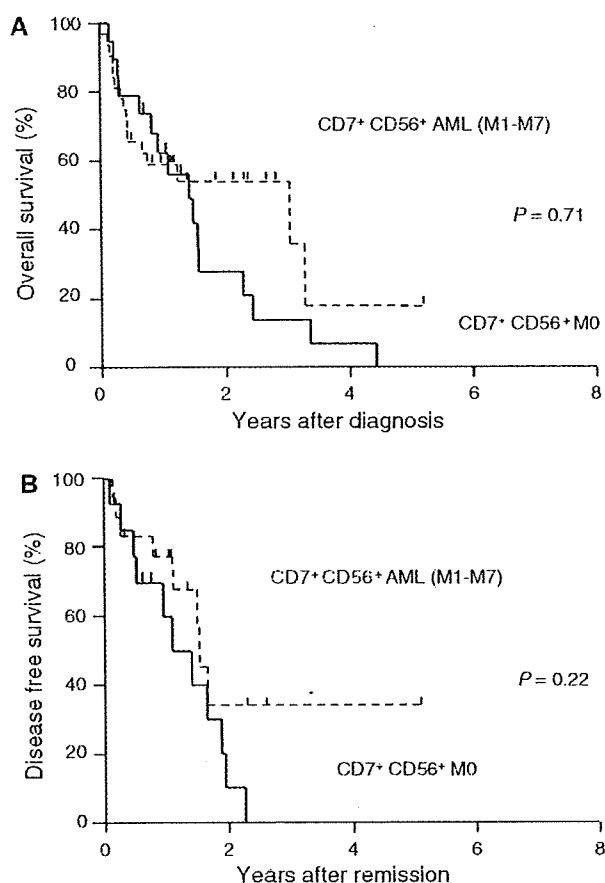 A
100
80
60
40
20
0
Overall survival (%)
CD7+ CD56+ AML (M1-M7)
P = 0.71
CD7+ CD56+ M0
0 2 4 6 8
Years after diagnosis
B
100
80
60
40
20
0
Disease free survival (%)
CD7+ CD56+ AML (M1-M7)
P = 0.22
CD7+ CD56+ M0
0 2 4 6 8
Years after remission